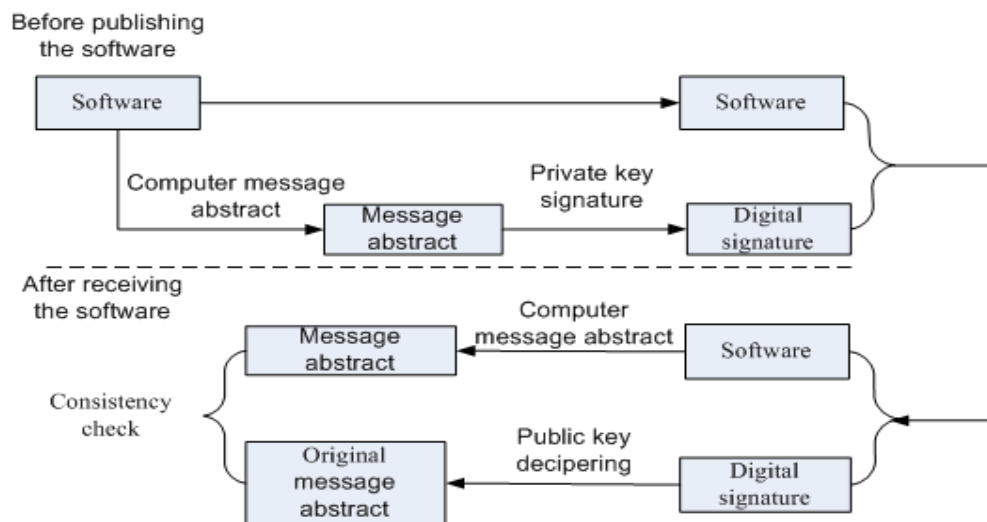 Before publishing
the software
Software
Software
Computer message
abstract
Private key
signature
Message
abstract
Digital
signature
After receiving
the software
Computer
message abstract
Message
abstract
Software
Consistency
check
Public key
decipering
Original
message
abstract
Digital
signature